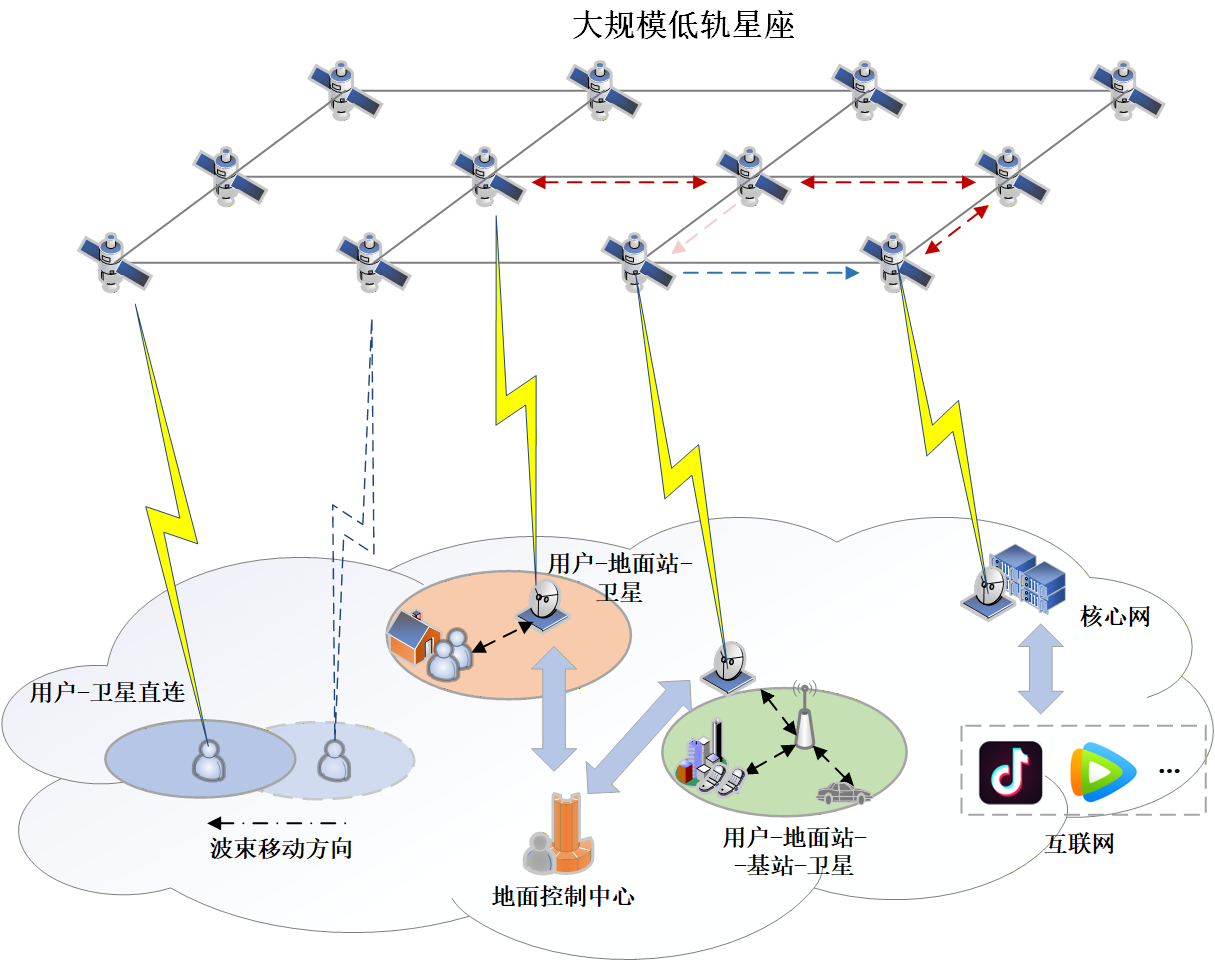 大规模低轨星座
用户-地面站-
卫星
核心网
用户-卫星直连
...
波束移动方向
用户-地面站-
-基站-卫星
互联网
地面控制中心